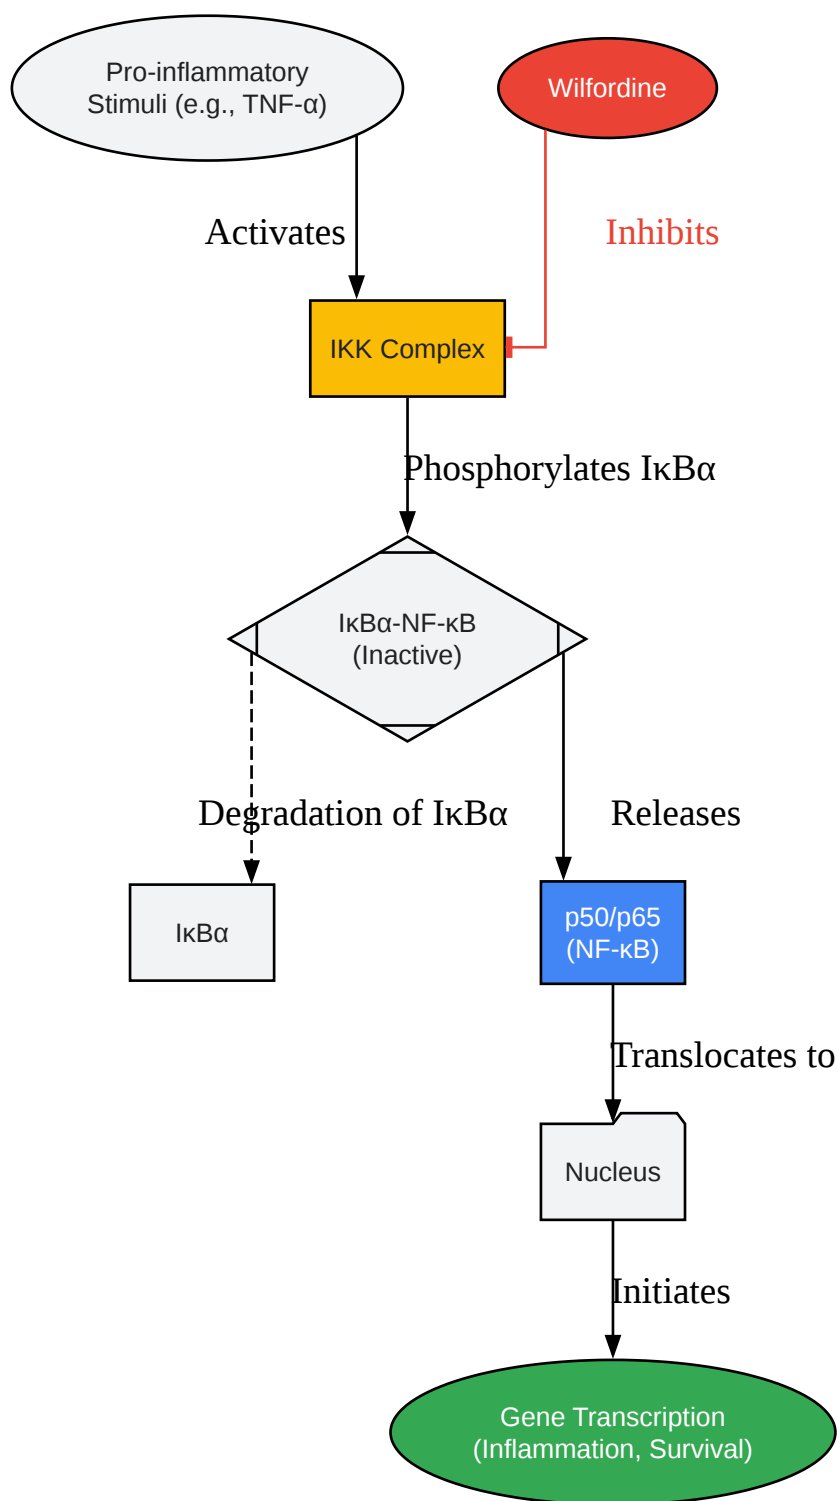 Pro-inflammatory
Stimuli (e.g., TNF-α)
Wilfordine
Activates
Inhibits
IKK Complex
Phosphorylates IκBα
IκBα-NF-κB
(Inactive)
Degradation of IκBα
Releases
IκBα
p50/p65
(NF-κB)
Translocates to
Nucleus
Initiates
Gene Transcription
(Inflammation, Survival)